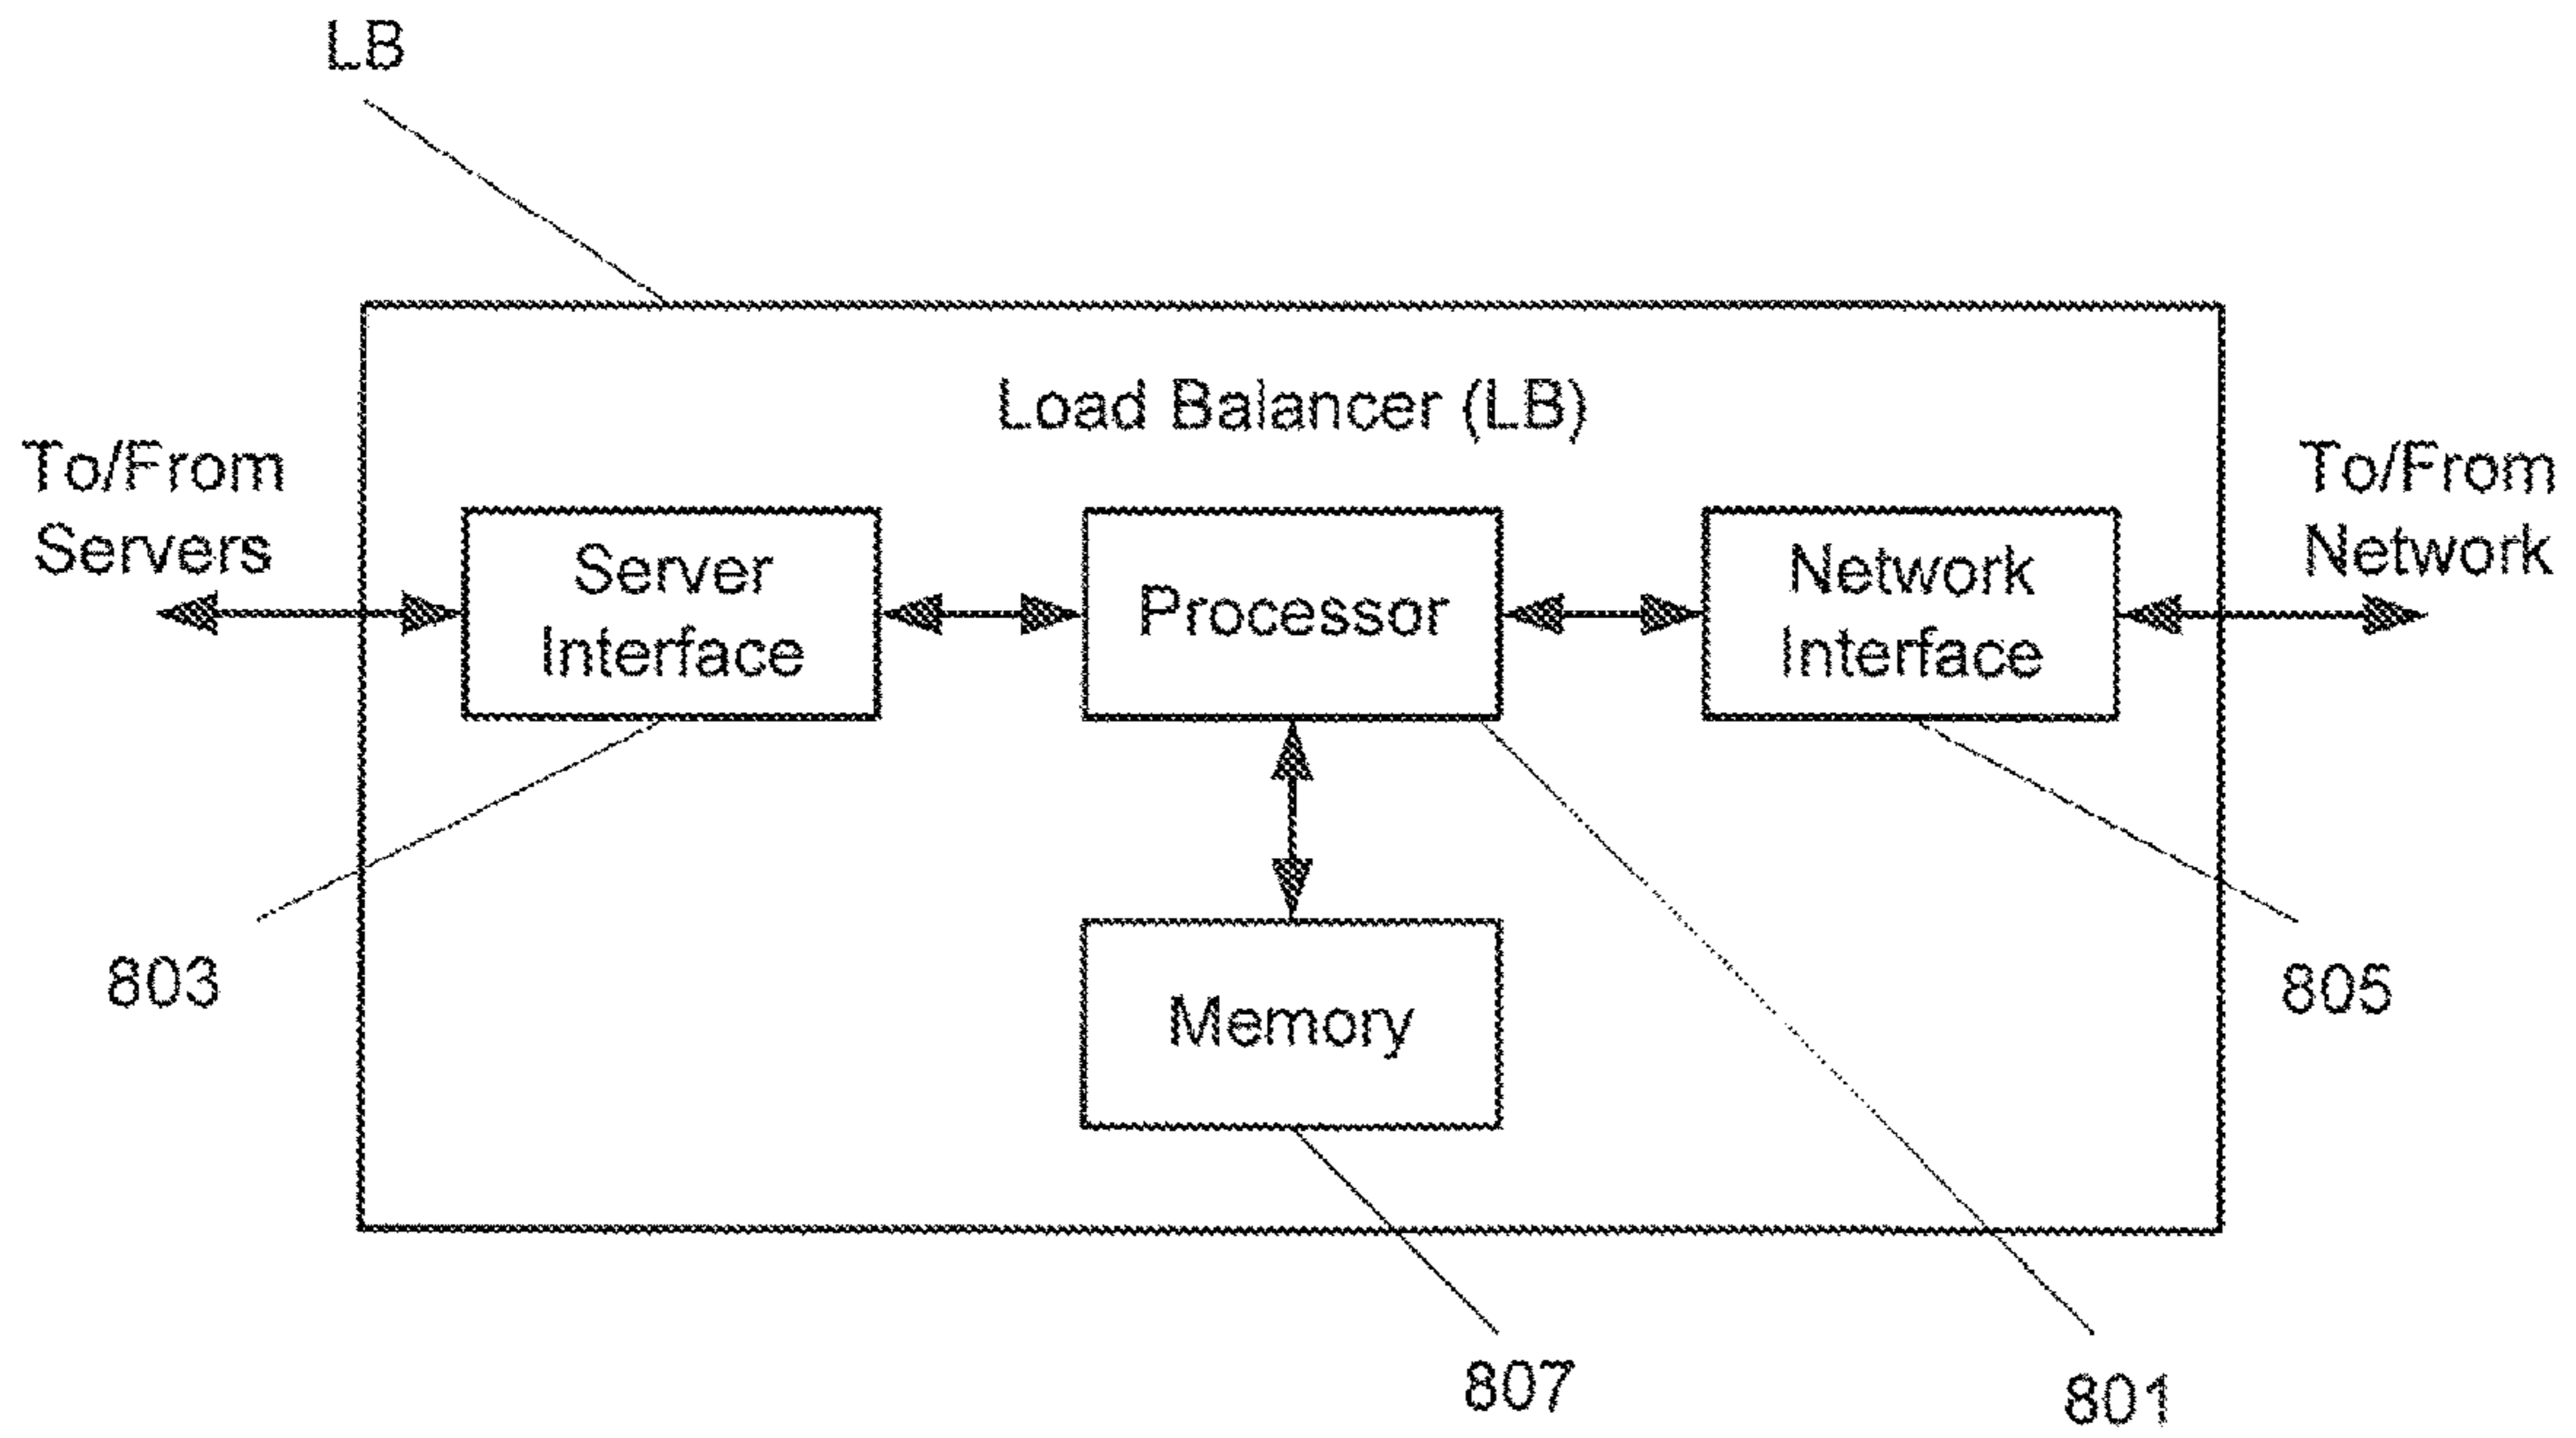 LB
Load Balancer (LB)
To/From
Servers
Server
Interface
Processor
Network
Interface
To/From
Network
803
Memory
805
807
801